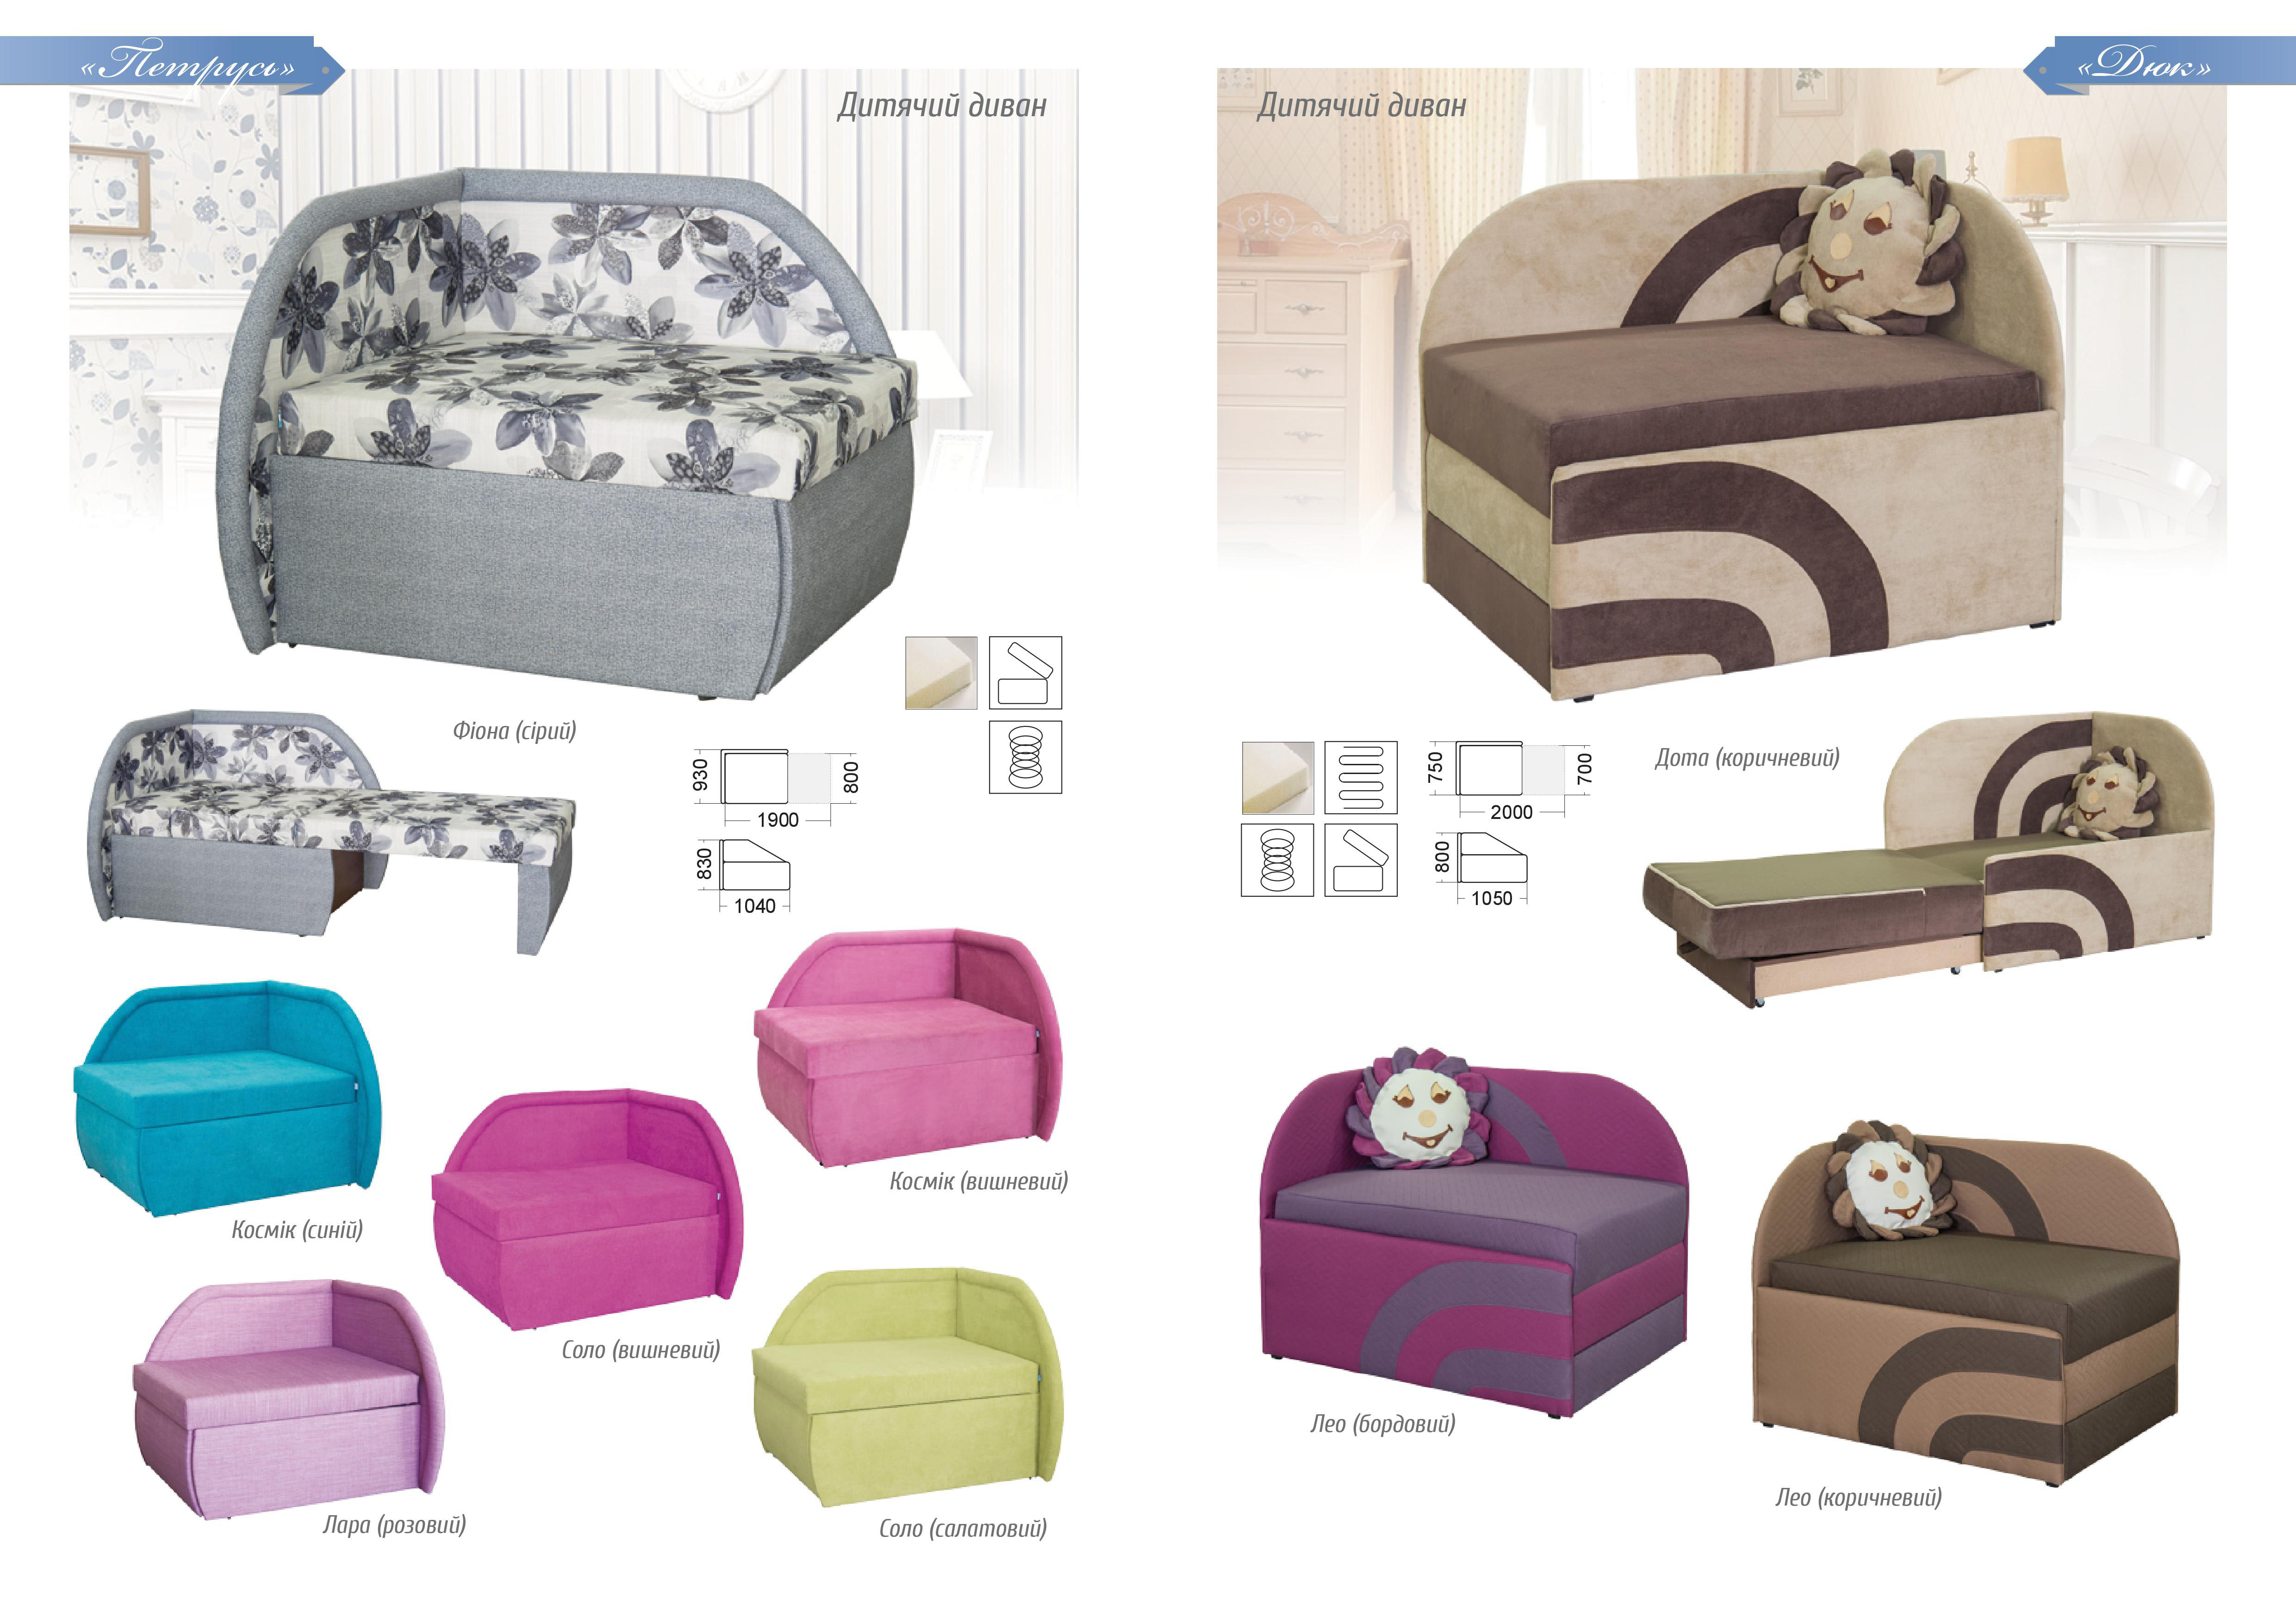 «Петрусь»
Дитячий диван
Фіона (сірий)
930
800
1900
830
1040
Космік (вишневий)
Космік (синій)
Соло (вишневий)
Лара (розовий)
Соло (салатовий)
«Дюк»
Дитячий диван
750
700
2000
800
1050
Дота (коричневий)
Лео (бордовий)
Лео (коричневий)